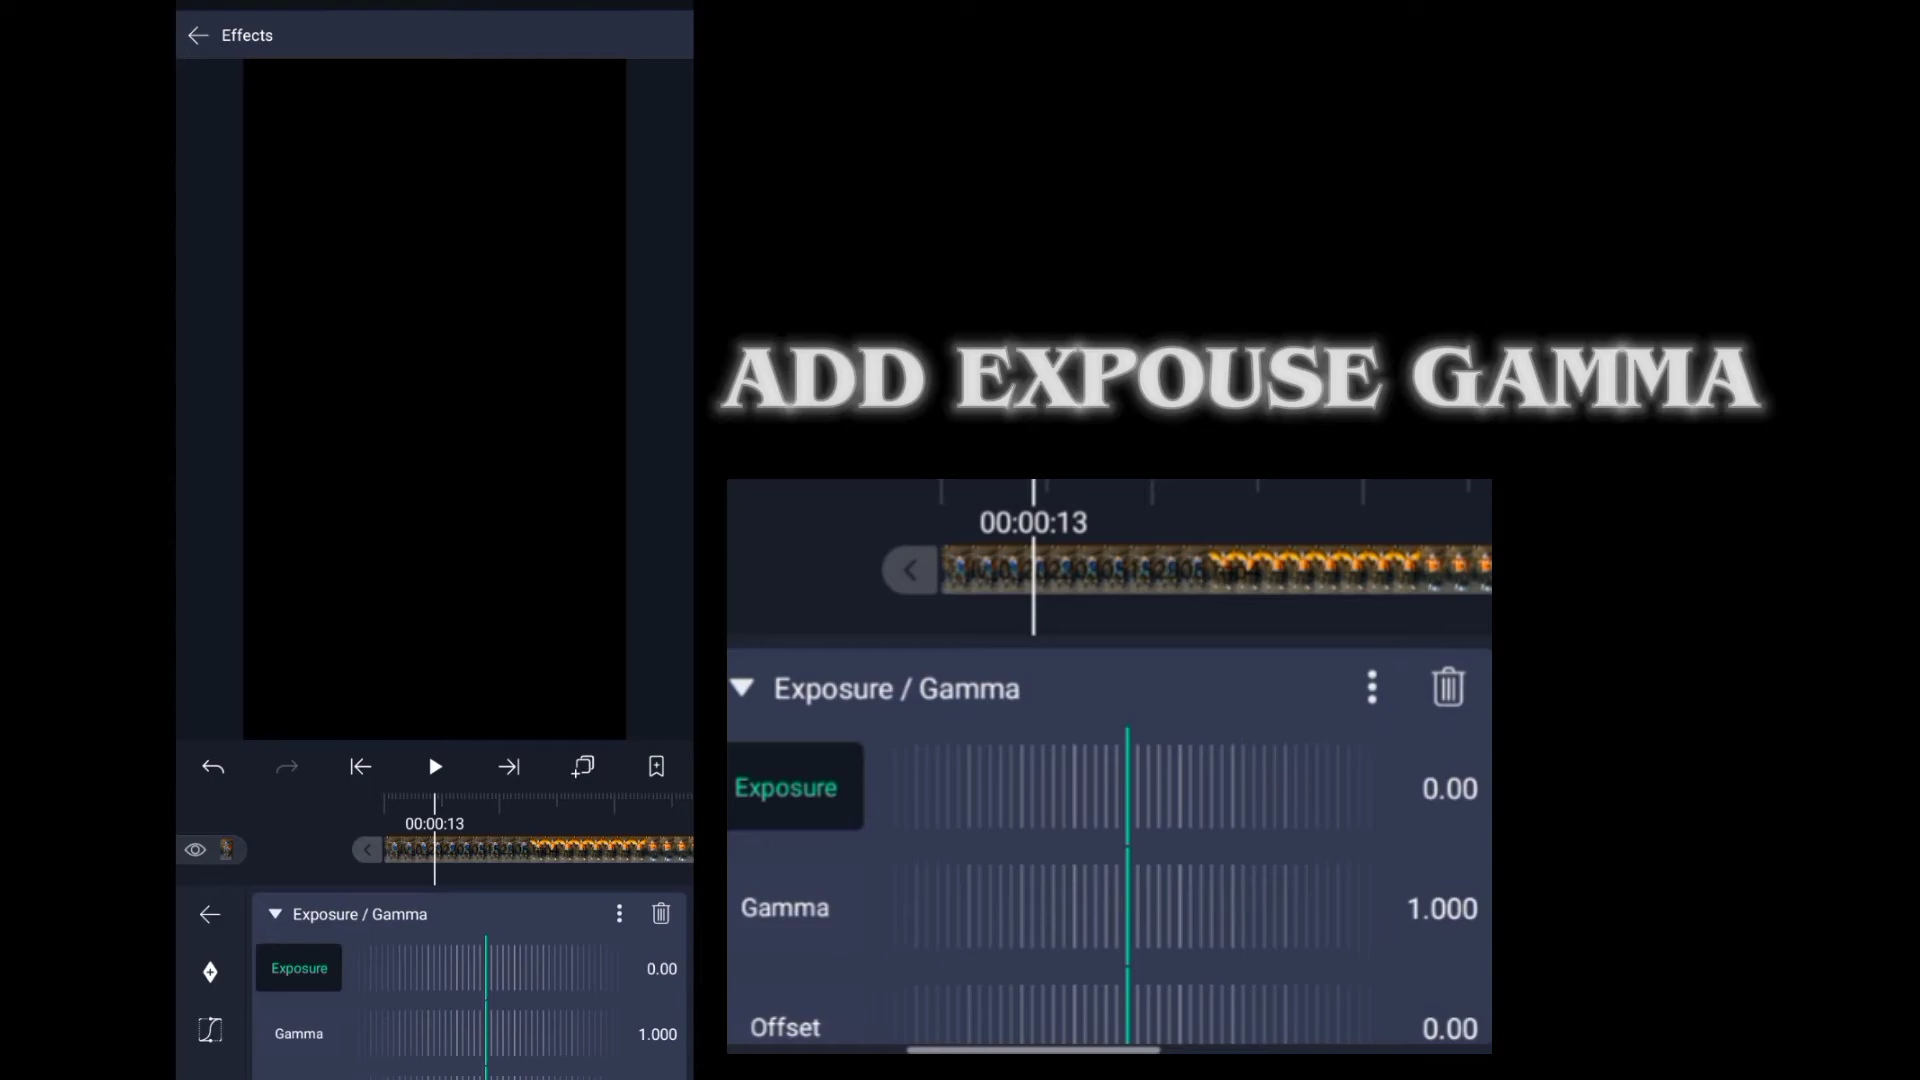 Effects
ADD EXPOUSE GAMMA
00:00:13
Exposure / Gamma
Exposure 0.00
Gamma 1.000
Offset 0.00
00:00:13
Exposure / Gamma
Exposure 0.00
Gamma 1.000